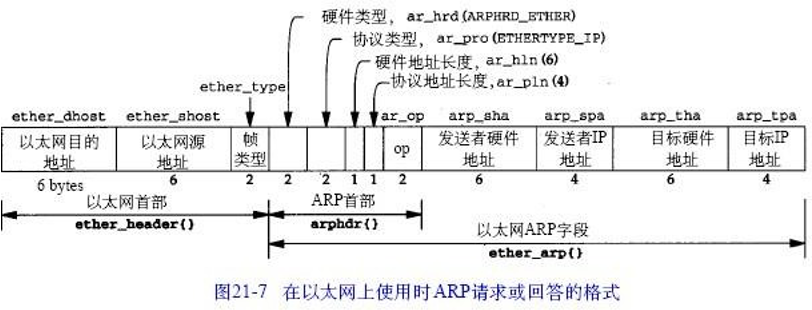 硬件类型，ar_hrd(ARPHRD_ETHER)
协议类型，ar_pro(ETHERTYPE_IP)
硬件地址长度，ar_hln(6)
协议地址长度,ar_pln(4)
ether_type
ether_dhost ether_shost ar_op arp_sha arp_spa arp_tha arp_tpa
以太网目的地址 以太网源地址 帧类型 op 发送者硬件地址 发送者IP地址 目标硬件地址 目标IP地址
6 bytes 6 2 2 2 1 1 2 6 4 6 4
以太网首部 ARP首部
ether_header{} arphdr{}
以太网ARP字段
ether_arp{}
图21-7 在以太网上使用时ARP请求或回答的格式